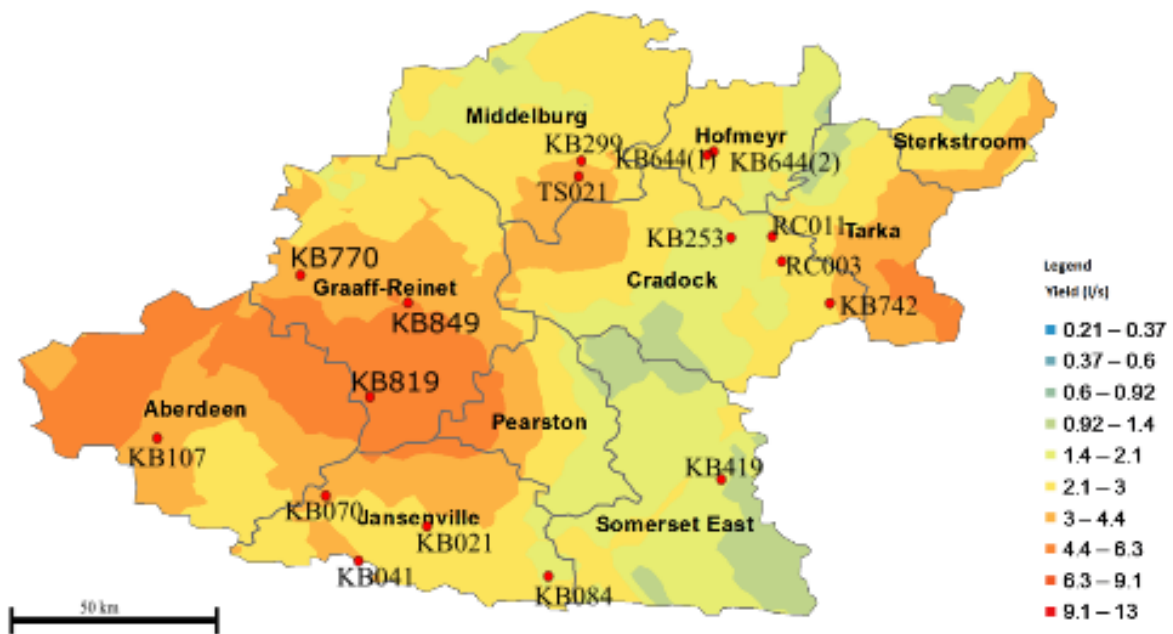 Middelburg
Hofmeyr
Sterkstroom
KB299
KB644(1)
KB644(2)
TS021
KB253
RC011
Tarka
KB770
Cradock
RC003
Graaff-Reinet
KB849
KB742
KB819
Aberdeen
Pearston
KB107
KB419
KB070
Jansenville
KB021
Somerset East
KB041
KB084
50 km
Legend
Yield (l/s)
0.21 – 0.37
0.37 – 0.6
0.6 – 0.92
0.92 – 1.4
1.4 – 2.1
2.1 – 3
3 – 4.4
4.4 – 6.3
6.3 – 9.1
9.1 – 13